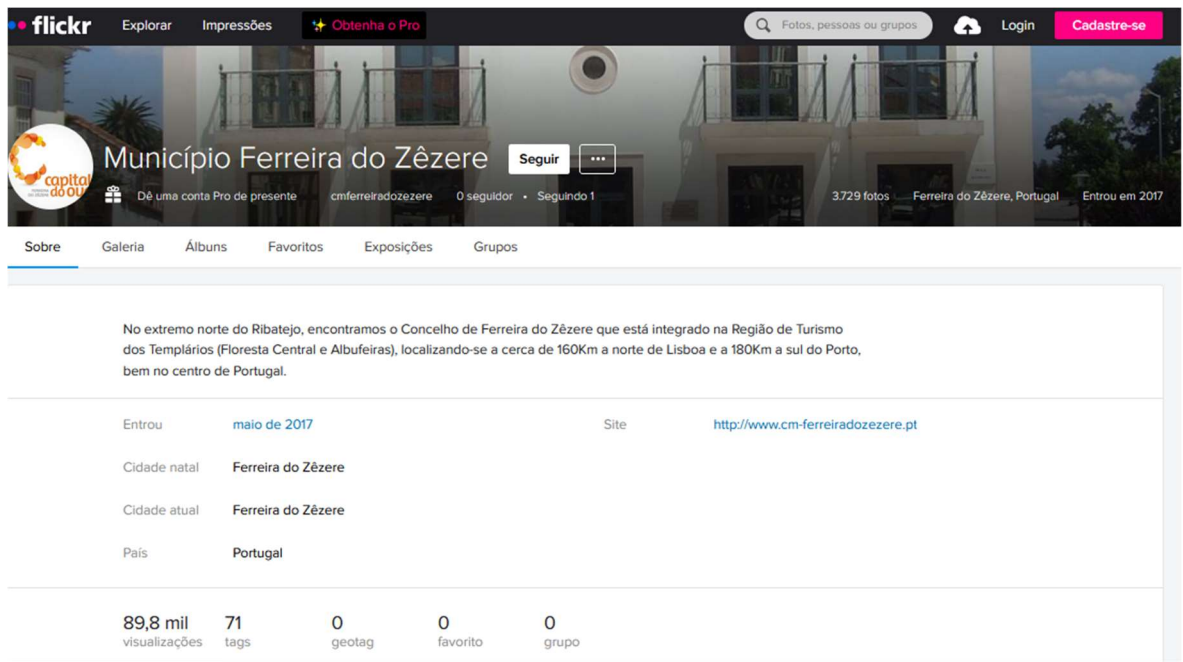 flickr Explorar Impressões Obtenha o Pro Fotos, pessoas ou grupos Login Cadastre-se
capital
do ou
Município Ferreira do Zêzere Seguir ...
Dê uma conta Pro de presente cmferreiradozezere 0 seguidor • Seguindo 1 3.729 fotos Ferreira do Zêzere, Portugal Entrou em 2017
Sobre Galeria Álbuns Favoritos Exposições Grupos
No extremo norte do Ribatejo, encontramos o Concelho de Ferreira do Zêzere que está integrado na Região de Turismo
dos Templários (Floresta Central e Albufeiras), localizando-se a cerca de 160Km a norte de Lisboa e a 180Km a sul do Porto,
bem no centro de Portugal.
Entrou maio de 2017 Site http://www.cm-ferreiradozezere.pt
Cidade natal Ferreira do Zêzere
Cidade atual Ferreira do Zêzere
País Portugal
89,8 mil 71 0 0 0
visualizações tags geotag favorito grupo